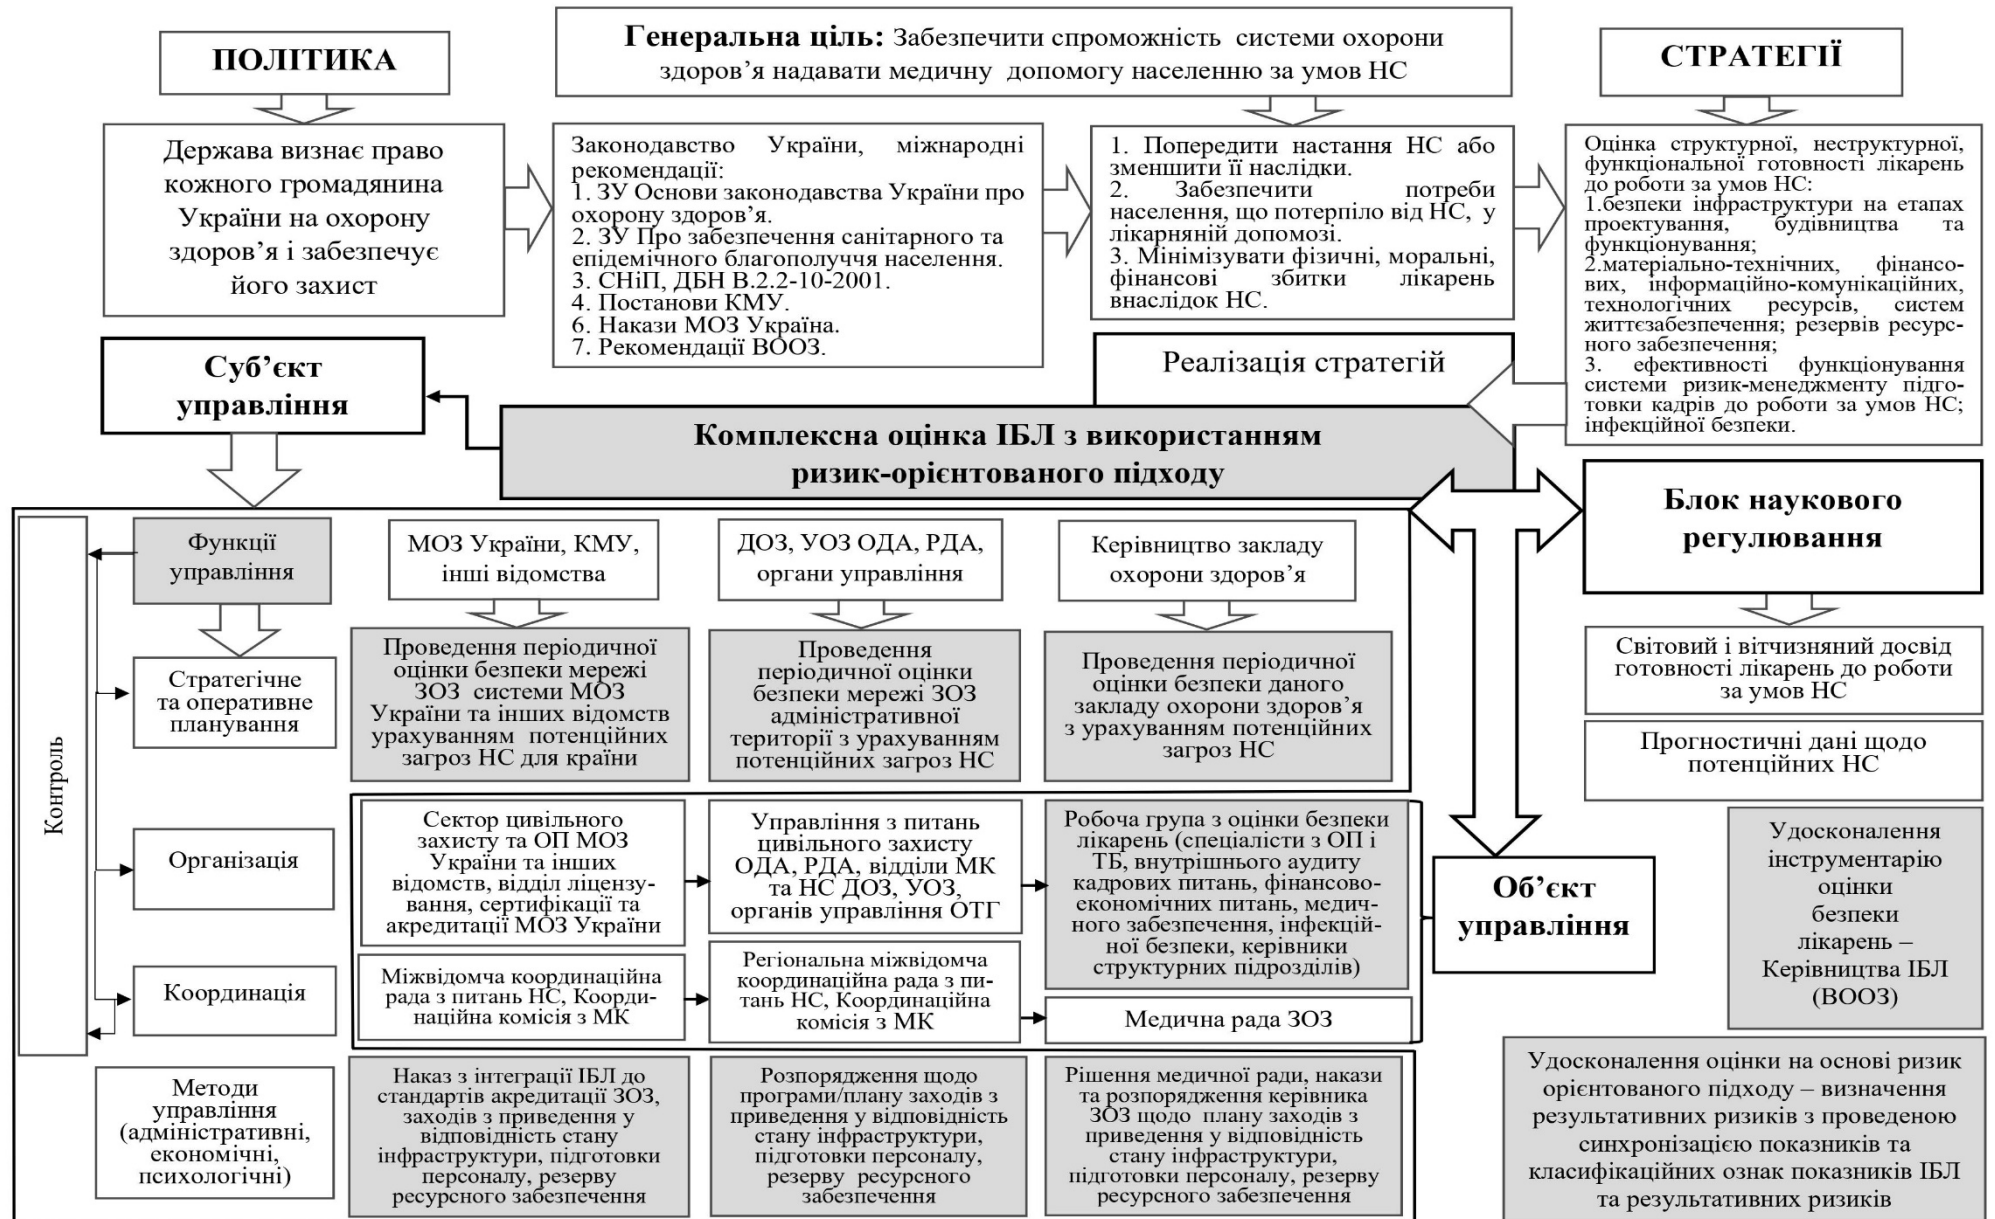 ПОЛІТИКА
Генеральна ціль: Забезпечити спроможність системи охорони
здоров’я надавати медичну допомогу населенню за умов НС
СТРАТЕГІЇ
Держава визнає право
кожного громадянина
України на охорону
здоров’я і забезпечує
його захист
Законодавство України, міжнародні
рекомендації:
1. ЗУ Основи законодавства України про
охорону здоров’я.
2. ЗУ Про забезпечення санітарного та
епідемічного благополуччя населення.
3. СНіП, ДБН В.2.2-10-2001.
4. Постанови КМУ.
6. Накази МОЗ Україна.
7. Рекомендації ВООЗ.
1. Попередити настання НС або
зменшити її наслідки.
2. Забезпечити потреби
населення, що потерпіло від НС, у
лікарняній допомозі.
3. Мінімізувати фізичні, моральні,
фінансові збитки лікарень
внаслідок НС.
Оцінка структурної, неструктурної,
функціональної готовності лікарень
до роботи за умов НС:
1.безпеки інфраструктури на етапах
проектування, будівництва та
функціонування;
2.матеріально-технічних, фінансо-
вих, інформаційно-комунікаційних,
технологічних ресурсів, систем
життєзабезпечення; резервів ресурс-
ного забезпечення;
3. ефективності функціонування
системи ризик-менеджменту підго-
товки кадрів до роботи за умов НС;
інфекційної безпеки.
Суб’єкт
управління
Реалізація стратегій
Комплексна оцінка ІБЛ з використанням
ризик-орієнтованого підходу
Блок наукового
регулювання
Контроль
Функції
управління
МОЗ України, КМУ,
інші відомства
ДОЗ, УОЗ ОДА, РДА,
органи управління
Керівництво закладу
охорони здоров’я
Стратегічне
та оперативне
планування
Проведення періодичної
оцінки безпеки мережі
ЗОЗ системи МОЗ
України та інших відомств
урахуванням потенційних
загроз НС для країни
Проведення
періодичної оцінки
безпеки мережі ЗОЗ
адміністративної
території з урахуванням
потенційних загроз НС
Проведення періодичної
оцінки безпеки даного
закладу охорони здоров’я
з урахуванням потенційних
загроз НС
Світовий і вітчизняний досвід
готовності лікарень до роботи
за умов НС
Прогностичні дані щодо
потенційних НС
Організація
Сектор цивільного
захисту та ОП МОЗ
України та інших
відомств, відділ ліцензу-
вання, сертифікації та
акредитації МОЗ України
Управління з питань
цивільного захисту
ОДА, РДА, відділи МК
та НС ДОЗ, УОЗ,
органів управління ОТГ
Робоча група з оцінки безпеки
лікарень (спеціалісти з ОП і
ТБ, внутрішнього аудиту
кадрових питань, фінансово-
економічних питань, медич-
ного забезпечення, інфекцій-
ної безпеки, керівники
структурних підрозділів)
Об’єкт
управління
Удосконалення
інструментарію
оцінки
безпеки
лікарень –
Керівництва ІБЛ
(ВООЗ)
Координація
Міжвідомча координаційна
рада з питань НС, Коорди-
наційна комісія з МК
Регіональна міжвідомча
координаційна рада з пи-
тань НС, Координаційна
комісія з МК
Медична рада ЗОЗ
Методи
управління
(адміністративні,
економічні,
психологічні)
Наказ з інтеграції ІБЛ до
стандартів акредитації ЗОЗ,
заходів з приведення у
відповідність стану
інфраструктури, підготовки
персоналу, резерву
ресурсного забезпечення
Розпорядження щодо
програми/плану заходів з
приведення у відповідність
стану інфраструктури,
підготовки персоналу,
резерву ресурсного
забезпечення
Рішення медичної ради, накази
та розпорядження керівника
ЗОЗ щодо плану заходів з
приведення у відповідність
стану інфраструктури,
підготовки персоналу, резерву
ресурсного забезпечення
Удосконалення оцінки на основі ризик
орієнтованого підходу – визначення
результативних ризиків з проведеною
синхронізацією показників та
класифікаційних ознак показників ІБЛ
та результативних ризиків